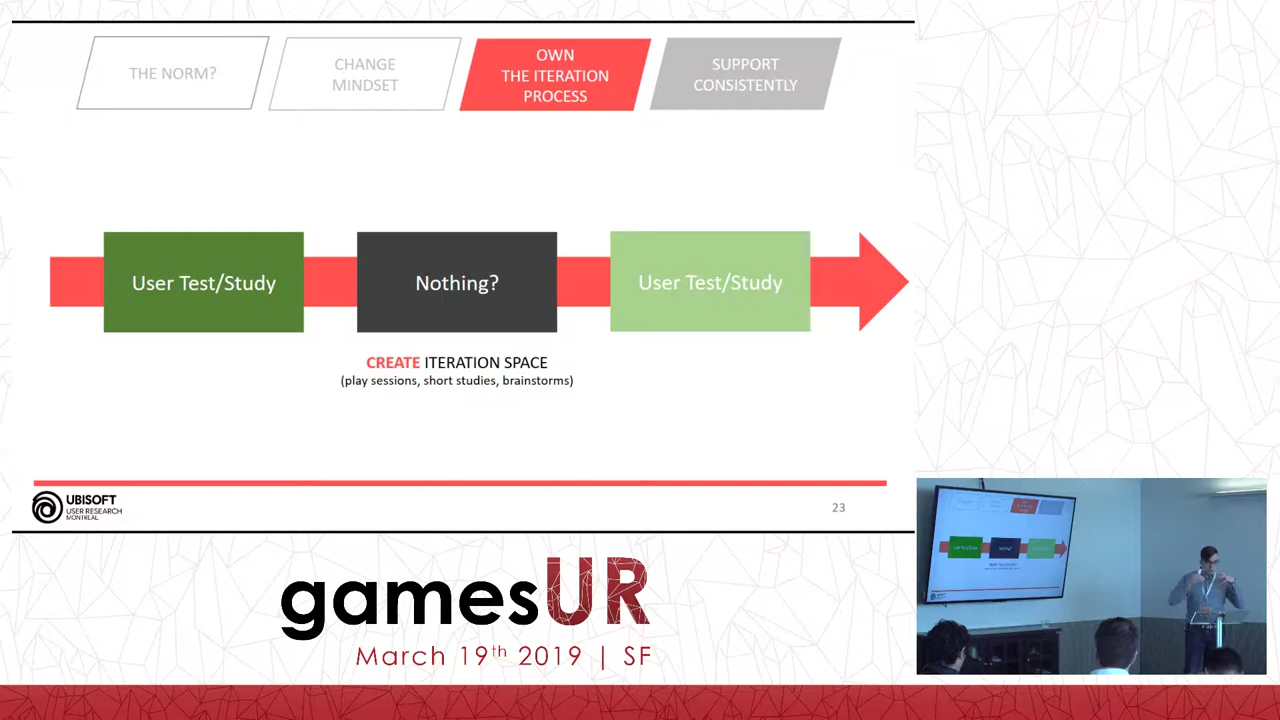 THE NORM?
CHANGE
MINDSET
OWN
THE ITERATION
PROCESS
SUPPORT
CONSISTENTLY
User Test/Study
Nothing?
User Test/Study
CREATE ITERATION SPACE
(play sessions, short studies, brainstorms)
UBISOFT
USER RESEARCH
MONTREAL
23
gamesUR
March 19th 2019 | SF